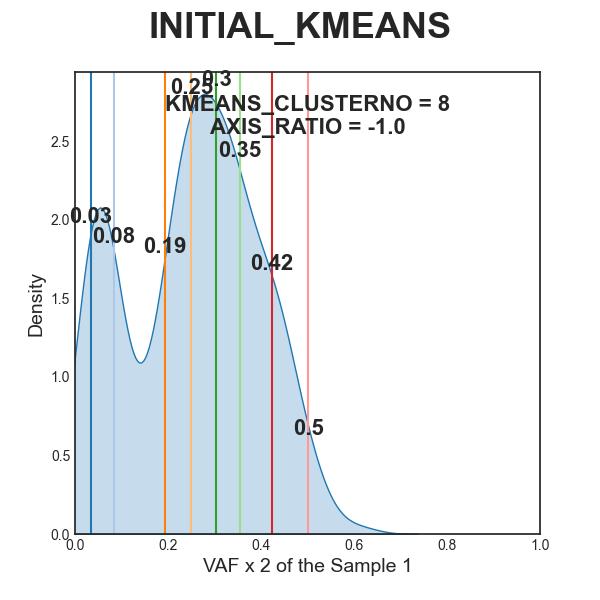 INITIAL_KMEANS
0.3
0.25
KMEANS_CLUSTERNO = 8
AXIS_RATIO = -1.0
0.35
0.03
0.08
0.19
0.42
0.5
Density
2.5
2.0
1.5
1.0
0.5
0.0
0.0 0.2 0.4 0.6 0.8 1.0
VAF x 2 of the Sample 1